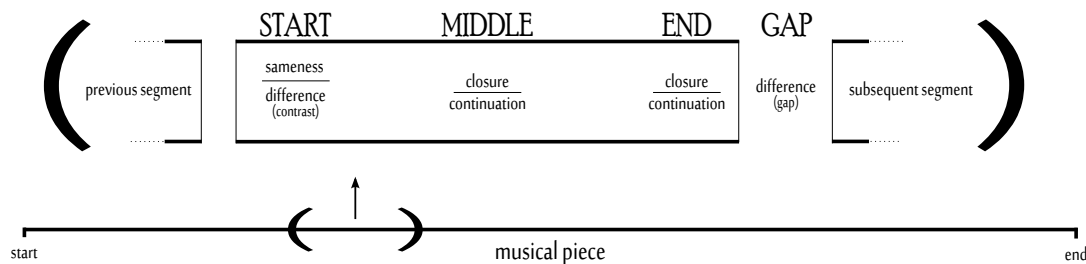 START MIDDLE END GAP
previous segment
sameness
difference
(contrast)
closure
continuation
closure
continuation
difference
(gap)
subsequent segment
start
musical piece
end